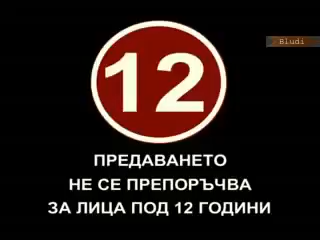 Bludi
12
ПРЕДАВАНЕТО
НЕ СЕ ПРЕПОРЪЧВА
ЗА ЛИЦА ПОД 12 ГОДИНИ